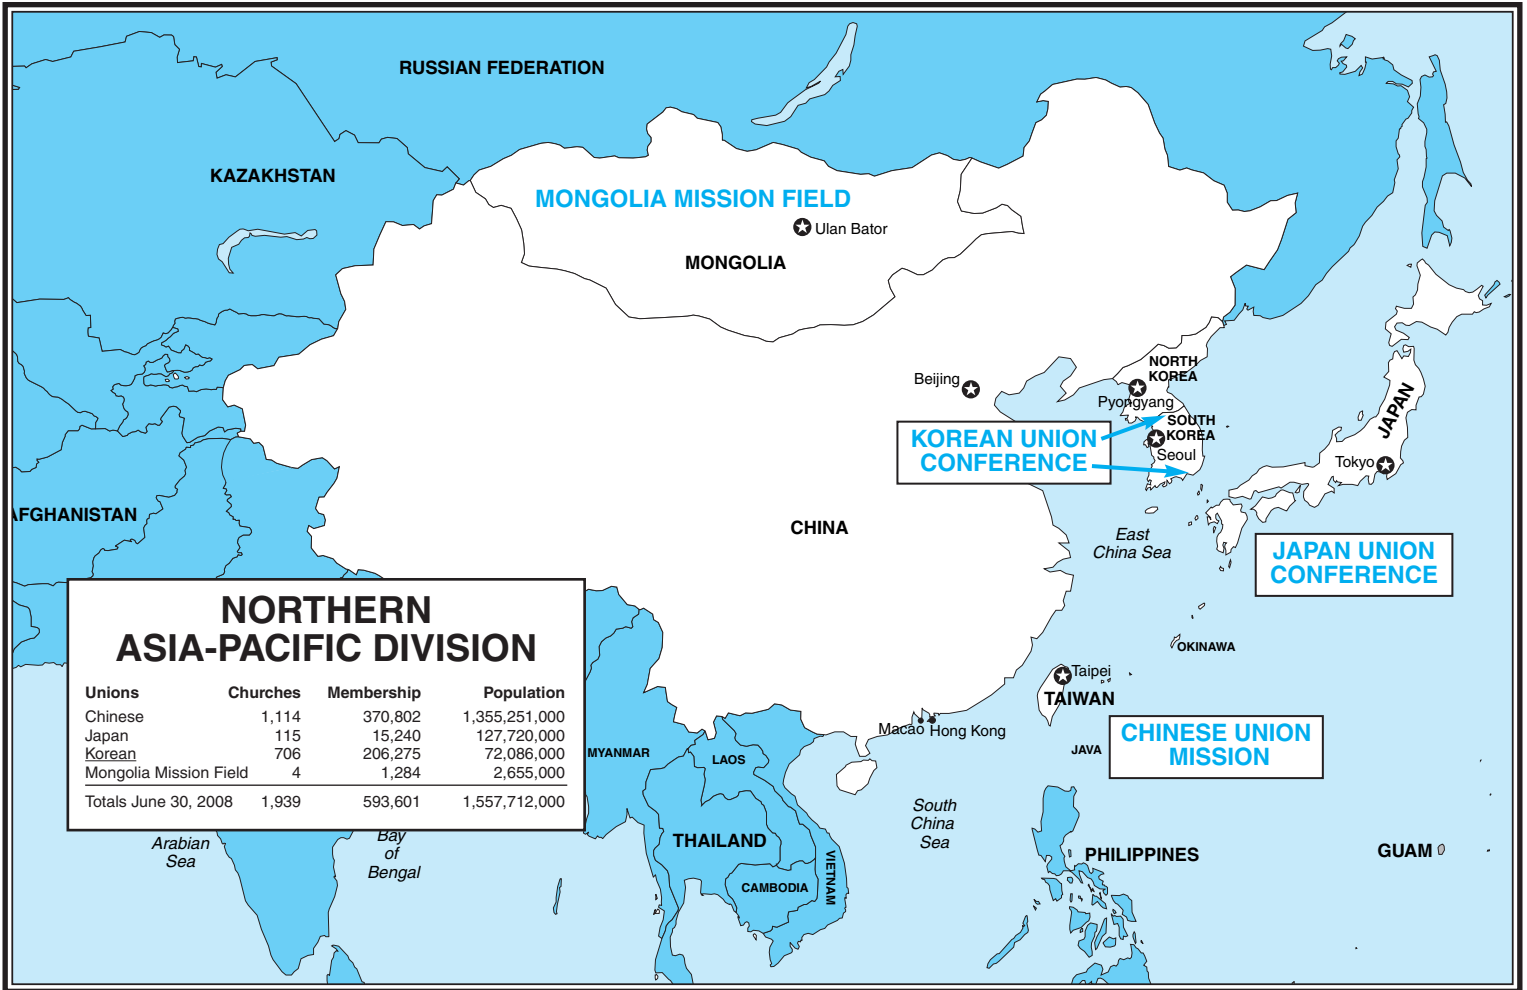 RUSSIAN FEDERATION
KAZAKHSTAN
MONGOLIA MISSION FIELD
Ulan Bator
MONGOLIA
NORTH
KOREA
Beijing
Pyongyang
SOUTH
KOREA
Seoul
KOREAN UNION
CONFERENCE
JAPAN
Tokyo
AFGHANISTAN
CHINA
East
China Sea
JAPAN UNION
CONFERENCE
OKINAWA
Taipei
TAIWAN
Macao
Hong Kong
JAVA
CHINESE UNION
MISSION
NORTHERN
ASIA-PACIFIC DIVISION
Unions Churches Membership Population
Chinese 1,114 370,802 1,355,251,000
Japan 115 15,240 127,720,000
Korean 706 206,275 72,086,000
Mongolia Mission Field 4 1,284 2,655,000
Totals June 30, 2008 1,939 593,601 1,557,712,000
MYANMAR
LAOS
THAILAND
CAMBODIA
VIETNAM
Arabian
Sea
Bay
of
Bengal
South
China
Sea
PHILIPPINES
GUAM